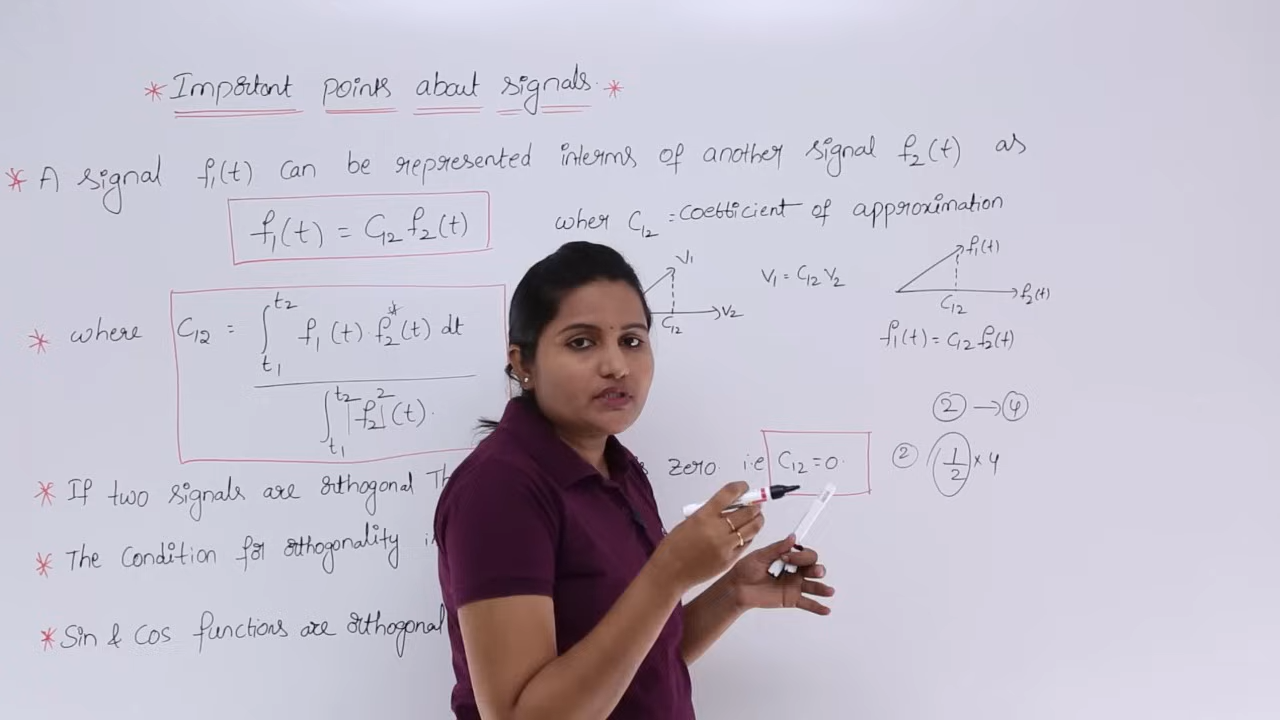 * Important points about signals. *
* A signal f₁(t) can be represented interms of another signal f₂(t) as
f₁(t) = C₁₂ f₂(t)
wher C₁₂ = coefficient of approximation
V₁
V₂
C₁₂
V₁ = C₁₂ V₂
f₁(t)
f₂(t)
C₁₂
f₁(t) = C₁₂ f₂(t)
* where C₁₂ = ∫ t₁ t₂ f₁(t). f₂*(t) dt
∫ t₁ t₂ |f₂|²(t).
② → ④
② 1/2 × 4
* If two signals are orthogonal zero. i.e C₁₂ = 0.
* The condition for orthogonality
* Sin & Cos functions are orthogonal